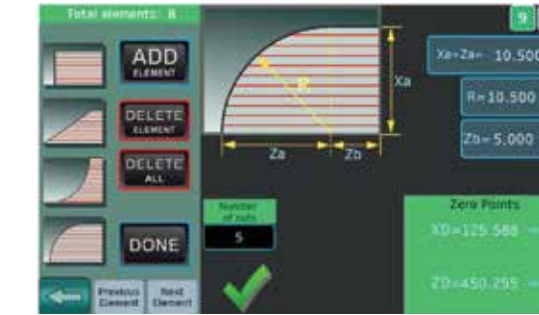 Total elements: 8
9
ADD
ELEMENT
DELETE
ELEMENT
DELETE
ALL
DONE
Previous
Element
Next
Element
R
Xa
Za
Zb
Number
of cuts
5
Xa=Za= 10.500
R=10.500
Zb= 5.000
Zero Points
XD=125.568
ZD=450.255